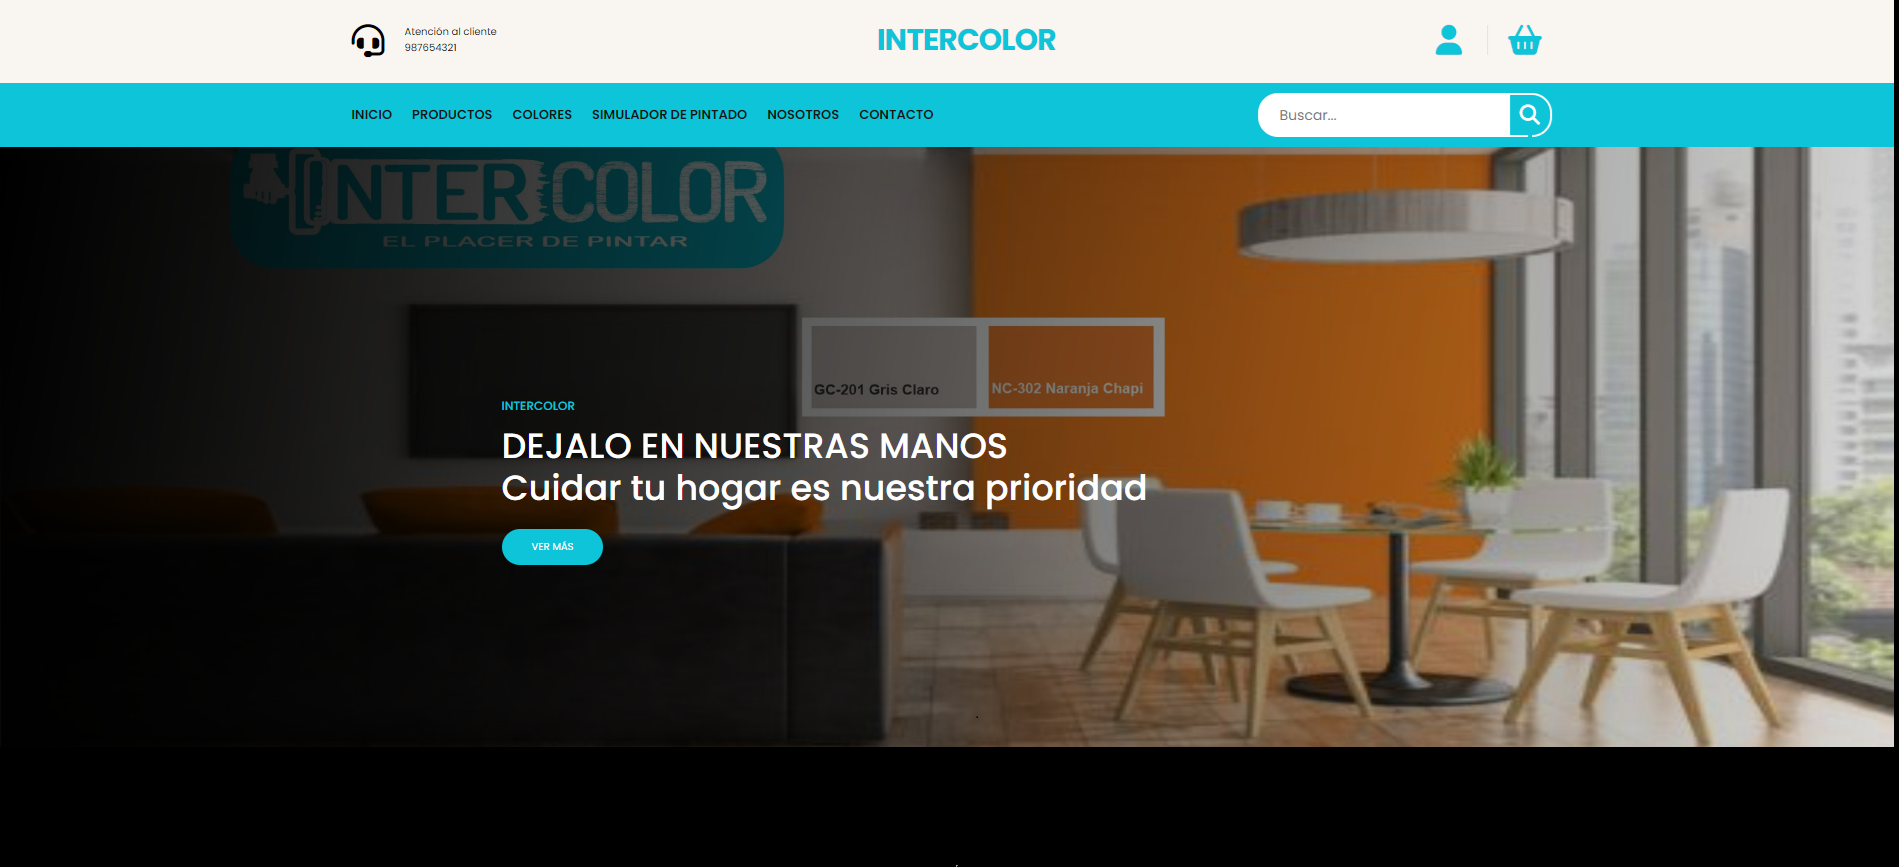 Atención al cliente
987654321
INTERCOLOR
INICIO PRODUCTOS COLORES SIMULADOR DE PINTADO NOSOTROS CONTACTO
Buscar...
INTERCOLOR
EL PLACER DE PINTAR
GC-201 Gris Claro
NC-302 Naranja Chapi
INTERCOLOR
DEJALO EN NUESTRAS MANOS
Cuidar tu hogar es nuestra prioridad
VER MÁS